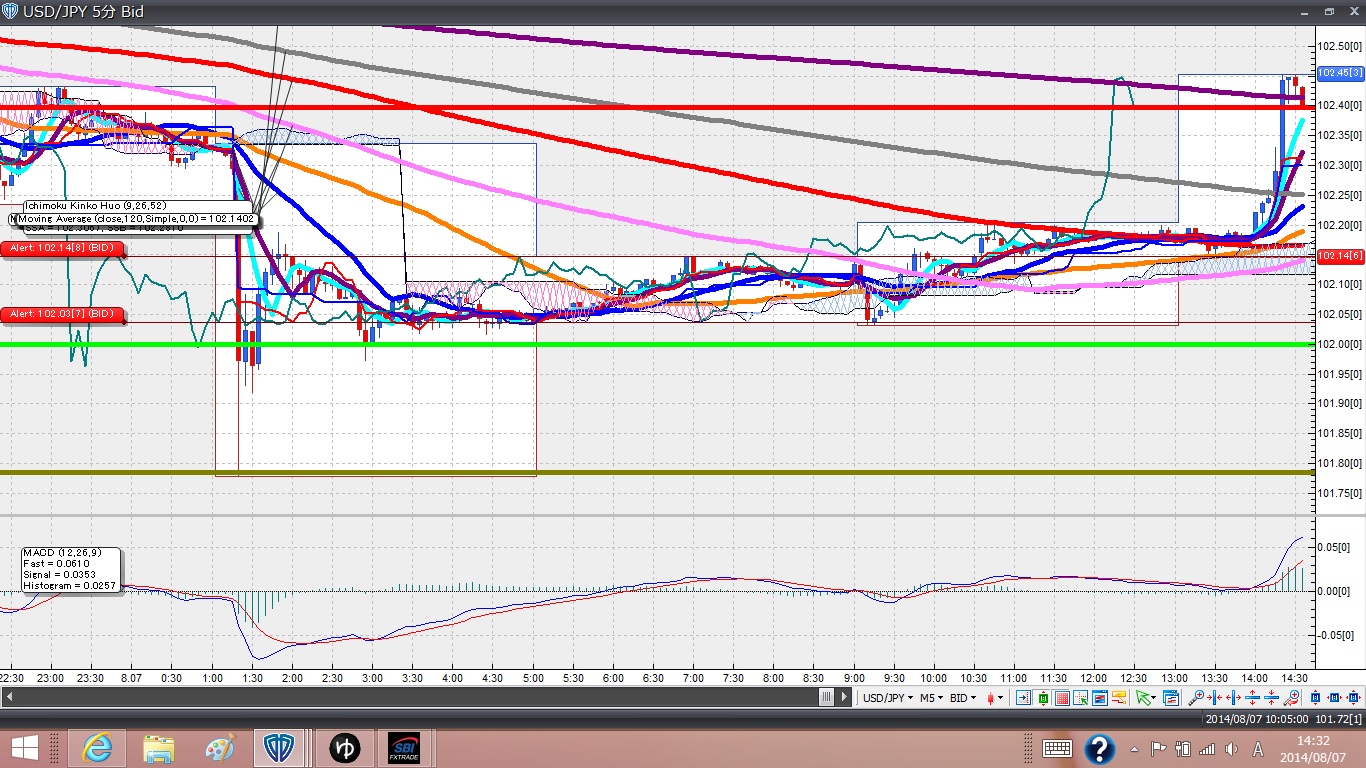 USD/JPY 5分 Bid
102.50[0]
102.45[3]
102.40[0]
102.35[0]
102.30[0]
102.25[0]
102.20[0]
102.14[6]
102.10[0]
102.05[0]
102.00[0]
101.95[0]
101.90[0]
101.85[0]
101.80[0]
101.75[0]
Ichimoku Kinko Huo (9,26,52)
Moving Average (close,120,Simple,0,0) = 102.1402
Alert: 102.14[8] (BID)
Alert: 102.03[7] (BID)
MACD (12,26,9)
Fast = 0.0610
Signal = 0.0353
Histogram = 0.0257
0.05[0]
0.00[0]
-0.05[0]
22:30 23:00 23:30 8.07 0:30 1:00 1:30 2:00 2:30 3:00 3:30 4:00 4:30 5:00 5:30 6:00 6:30 7:00 7:30 8:00 8:30 9:00 9:30 10:00 10:30 11:00 11:30 12:00 12:30 13:00 13:30 14:00 14:30
USD/JPY M5 BID
2014/08/07 10:05:00 101.72[1]
ゆ
SBI
FXTRADE
A
14:32
2014/08/07